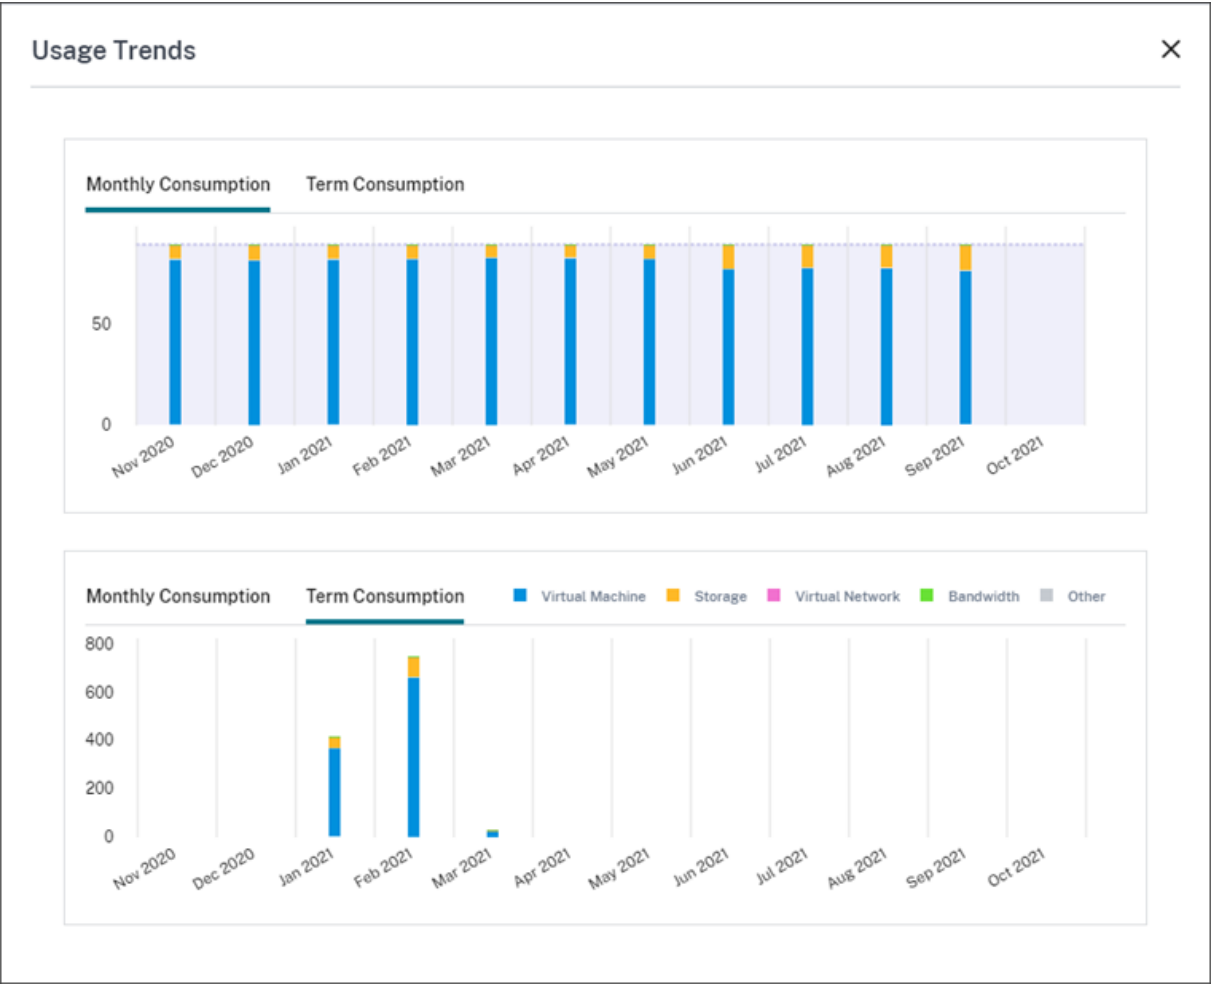 Usage Trends
Monthly Consumption Term Consumption
50
0
Nov 2020 Dec 2020 Jan 2021 Feb 2021 Mar 2021 Apr 2021 May 2021 Jun 2021 Jul 2021 Aug 2021 Sep 2021 Oct 2021
Monthly Consumption Term Consumption Virtual Machine Storage Virtual Network Bandwidth Other
800
600
400
200
0
Nov 2020 Dec 2020 Jan 2021 Feb 2021 Mar 2021 Apr 2021 May 2021 Jun 2021 Jul 2021 Aug 2021 Sep 2021 Oct 2021